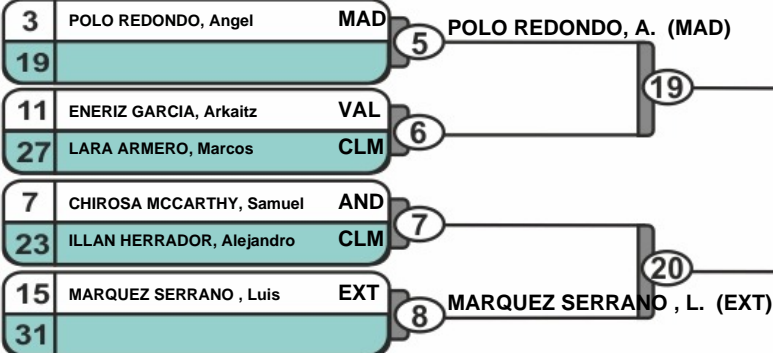 3 POLO REDONDO, Angel MAD
5 POLO REDONDO, A. (MAD)
19
19
11 ENERIZ GARCIA, Arkaitz VAL
6
27 LARA ARMERO, Marcos CLM
7 CHIROSA MCCARTHY, Samuel AND
7
23 ILLAN HERRADOR, Alejandro CLM
20
15 MARQUEZ SERRANO , Luis EXT
8 MARQUEZ SERRANO , L. (EXT)
31